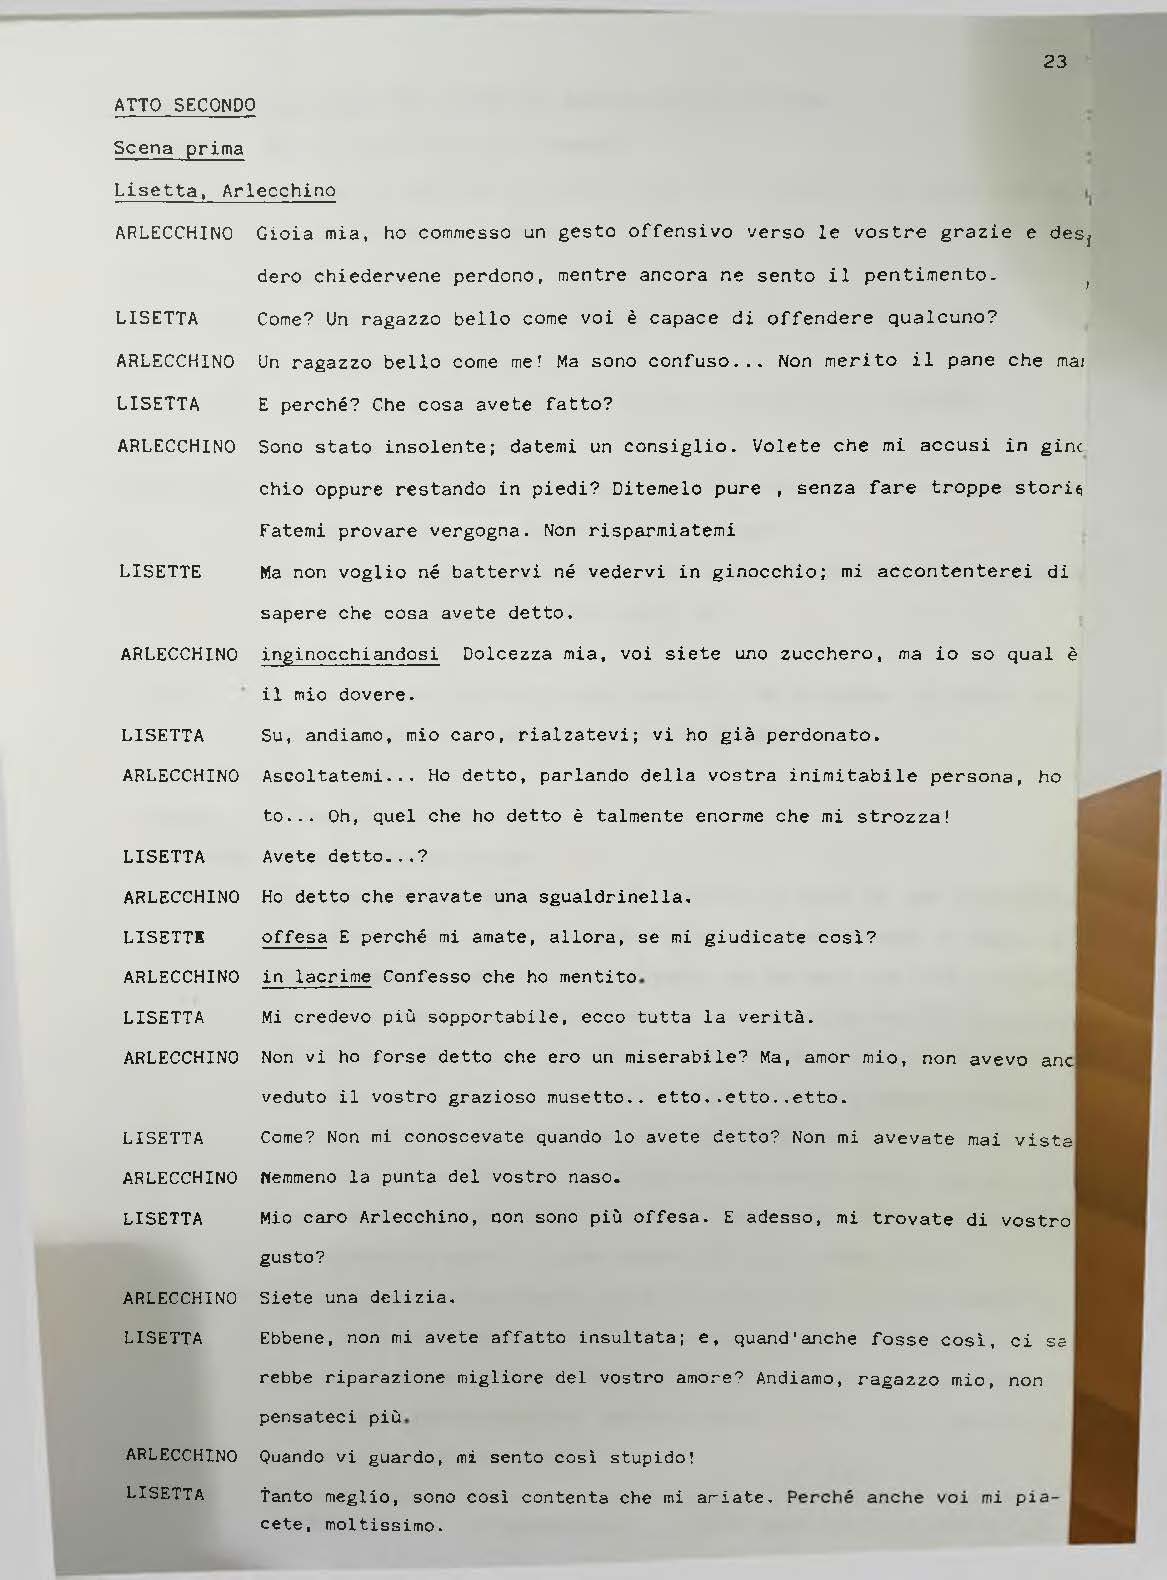 23
ATTO SECONDO
Scena prima
Lisetta, Arlecchino
ARLECCHINO Gioia mia, ho commesso un gesto offensivo verso le vostre grazie e des
dero chiedervene perdono, mentre ancora ne sento il pentimento.
LISETTA Come? Un ragazzo bello come voi è capace di offendere qualcuno?
ARLECCHINO Un ragazzo bello come me! Ma sono confuso... Non merito il pane che
LISETTA E perché? Che cosa avete fatto?
ARLECCHINO Sono stato insolente; datemi un consiglio. Volete che mi accusi in gin
chio oppure restando in piedi? Ditemelo pure , senza fare troppe stori
Fatemi provare vergogna. Non risparmiatemi
LISETTE Ma non voglio né battervi né vedervi in ginocchio; mi accontenterei di
sapere che cosa avete detto.
ARLECCHINO inginocchiandosi Dolcezza mia, voi siete uno zucchero, ma io so qual è
il mio dovere.
LISETTA Su, andiamo, mio caro, rialzatevi; vi ho già perdonato.
ARLECCHINO Ascoltatemi... Ho detto, parlando della vostra inimitabile persona, ho
to... Oh, quel che ho detto è talmente enorme che mi strozza!
LISETTA Avete detto...?
ARLECCHINO Ho detto che eravate una sgualdrinella.
LISETTE offesa E perché mi amate, allora, se mi giudicate così?
ARLECCHINO in lacrime Confesso che ho mentito.
LISETTA Mi credevo più sopportabile, ecco tutta la verità.
ARLECCHINO Non vi ho forse detto che ero un miserabile? Ma, amor mio, non avevo anc
veduto il vostro grazioso musetto.. etto..etto..etto.
LISETTA Come? Non mi conoscevate quando lo avete detto? Non mi avevate mai vista
ARLECCHINO Nemmeno la punta del vostro naso.
LISETTA Mio caro Arlecchino, non sono più offesa. E adesso, mi trovate di vostro
gusto?
ARLECCHINO Siete una delizia.
LISETTA Ebbene, non mi avete affatto insultata; e, quand'anche fosse così, ci sa
rebbe riparazione migliore del vostro amore? Andiamo, ragazzo mio, non
pensateci più.
ARLECCHINO Quando vi guardo, mi sento così stupido!
LISETTA Tanto meglio, sono così contenta che mi amiate. Perché anche voi mi pia-
cete, moltissimo.